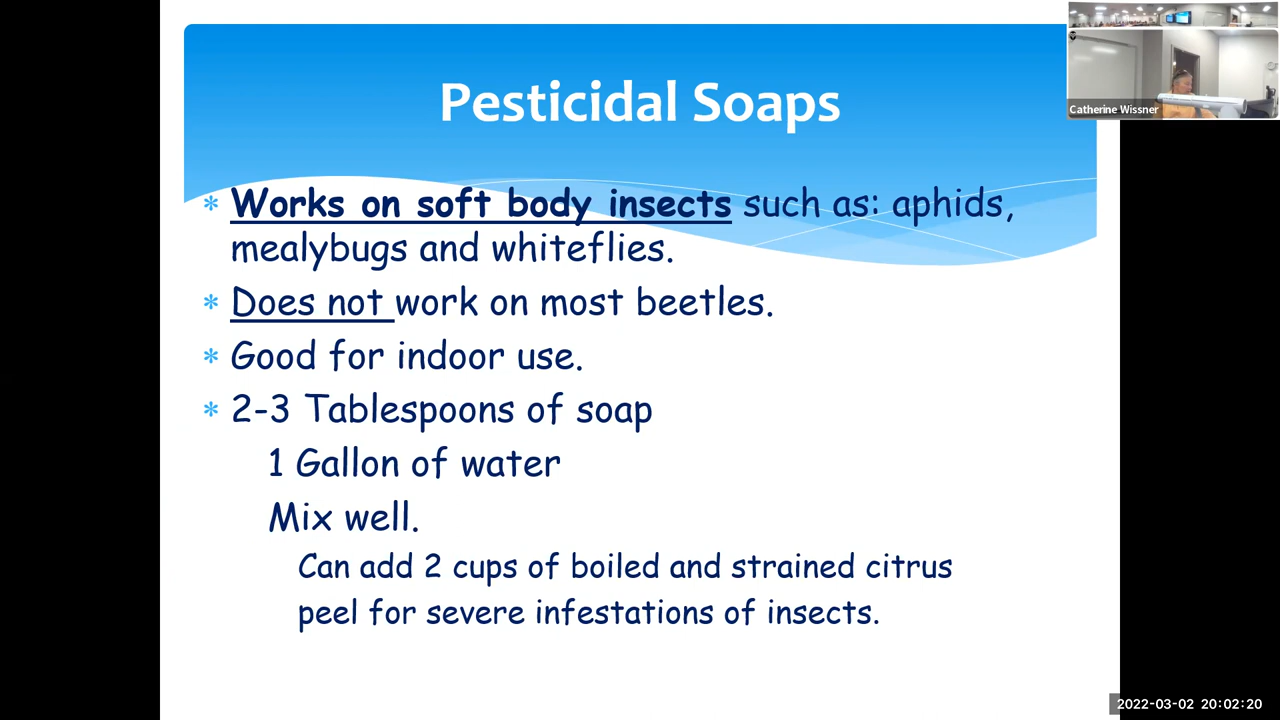 Pesticidal Soaps
Catherine Wissner
* Works on soft body insects such as: aphids,
mealybugs and whiteflies.
* Does not work on most beetles.
* Good for indoor use.
* 2-3 Tablespoons of soap
1 Gallon of water
Mix well.
Can add 2 cups of boiled and strained citrus
peel for severe infestations of insects.
2022-03-02 20:02:20